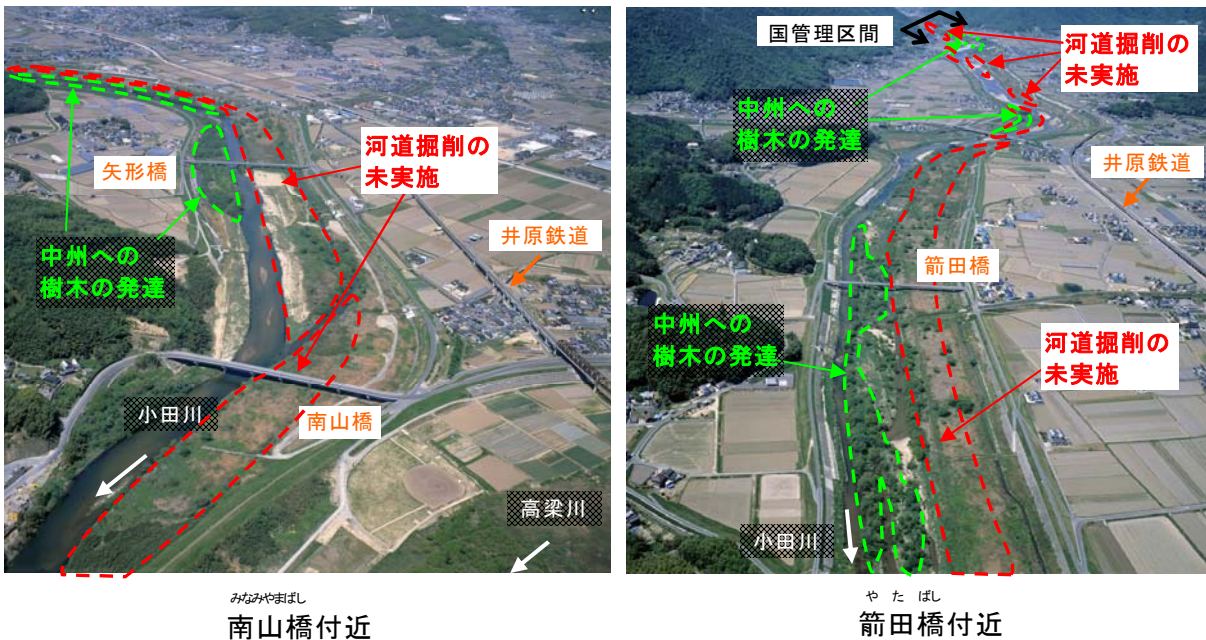 河道掘削の
未実施
矢形橋
中州への
樹木の発達
井原鉄道
小田川
南山橋
高梁川
みなみやまばし
南山橋付近
国管理区間
河道掘削の
未実施
中州への
樹木の発達
井原鉄道
箭田橋
中州への
樹木の発達
河道掘削の
未実施
小田川
やたばし
箭田橋付近